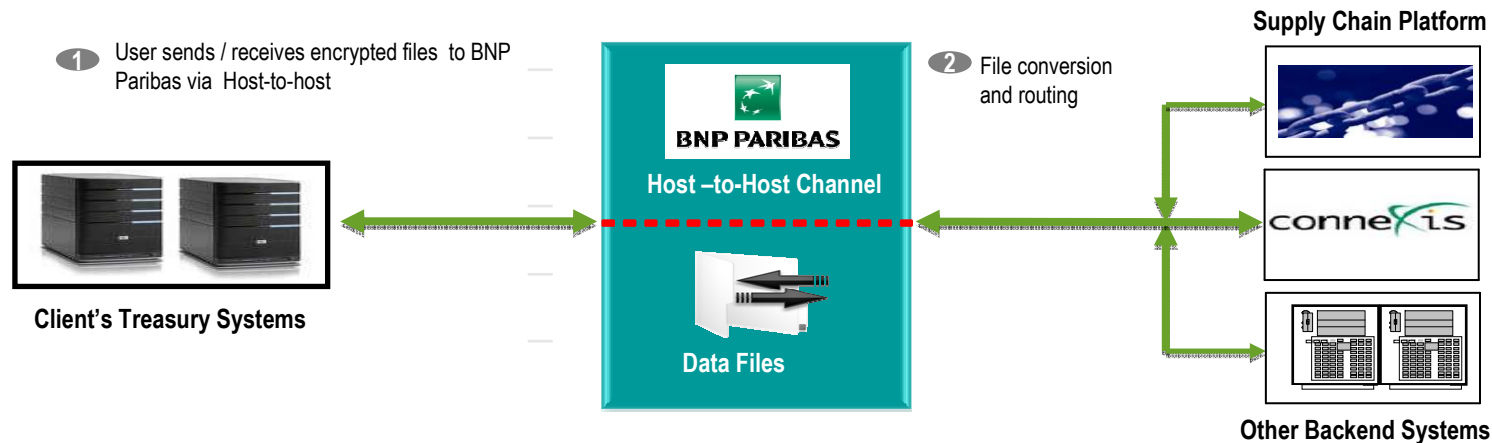 1
User sends / receives encrypted files to BNP
Paribas via Host-to-host
BNP PARIBAS
Host –to-Host Channel
Data Files
Client's Treasury Systems
2
File conversion
and routing
Supply Chain Platform
connexis
Other Backend Systems